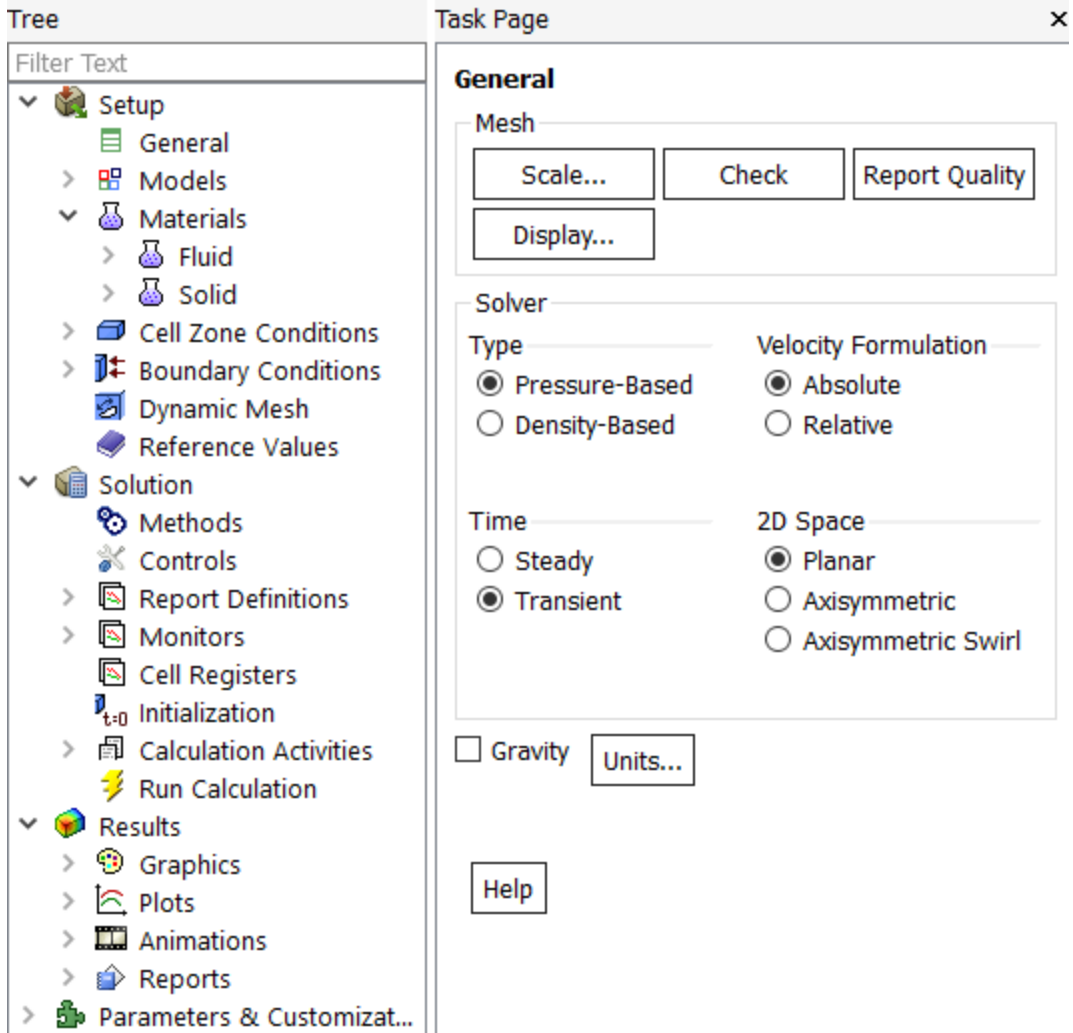 Tree
Filter Text
Setup
General
Models
Materials
Fluid
Solid
Cell Zone Conditions
Boundary Conditions
Dynamic Mesh
Reference Values
Solution
Methods
Controls
Report Definitions
Monitors
Cell Registers
t=0 Initialization
Calculation Activities
Run Calculation
Results
Graphics
Plots
Animations
Reports
Parameters & Customizat...
Task Page
General
Mesh
Scale... Check Report Quality
Display...
Solver
Type Velocity Formulation
Pressure-Based Absolute
Density-Based Relative
Time 2D Space
Steady Planar
Transient Axisymmetric
Axisymmetric Swirl
Gravity Units...
Help